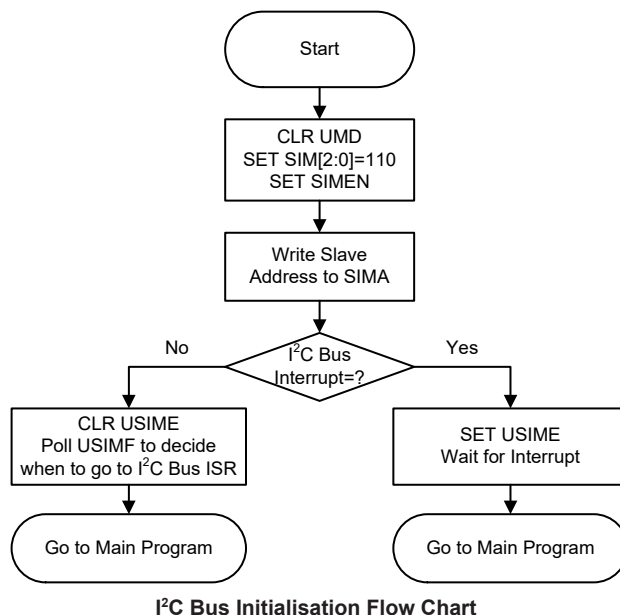 Start
CLR UMD
SET SIM[2:0]=110
SET SIMEN
Write Slave
Address to SIMA
No
I²C Bus
Interrupt=?
Yes
CLR USIME
Poll USIMF to decide
when to go to I²C Bus ISR
SET USIME
Wait for Interrupt
Go to Main Program
Go to Main Program
I²C Bus Initialisation Flow Chart